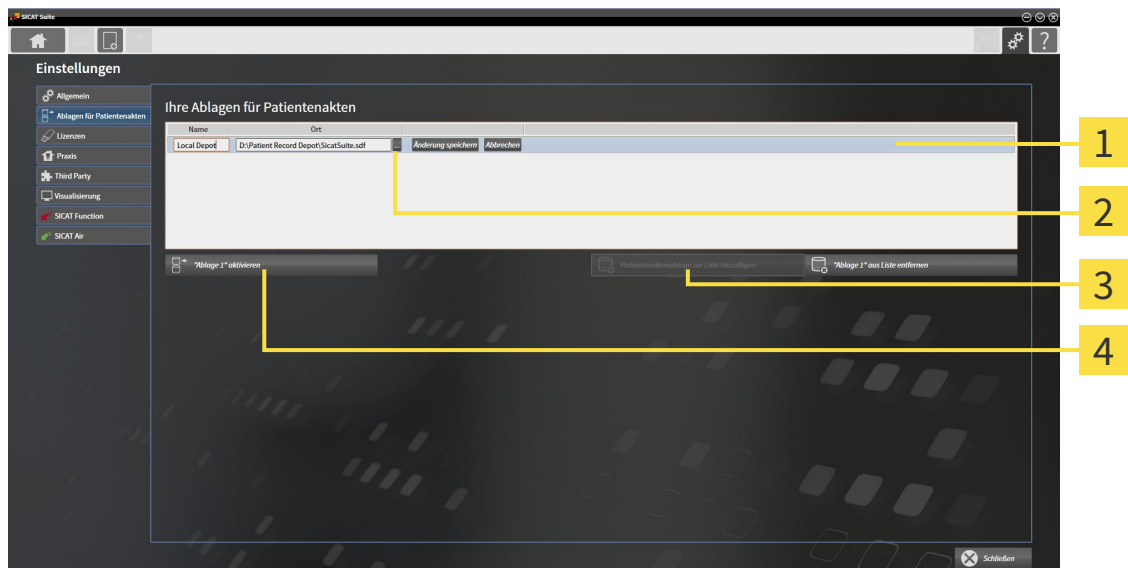 SICAT Suite
?
Einstellungen
Allgemein
Ablagen für Patientenakten
Lizenzen
Praxis
Third Party
Visualisierung
SICAT Function
SICAT Air
Ihre Ablagen für Patientenakten
Name Ort
Local Depot D:\Patient Record Depot\SicatSuite.sdf ... Änderung speichern Abbrechen
"Ablage 1" aktivieren Patientenaktenablage zur Liste hinzufügen "Ablage 1" aus Liste entfernen
Schließen
1
2
3
4